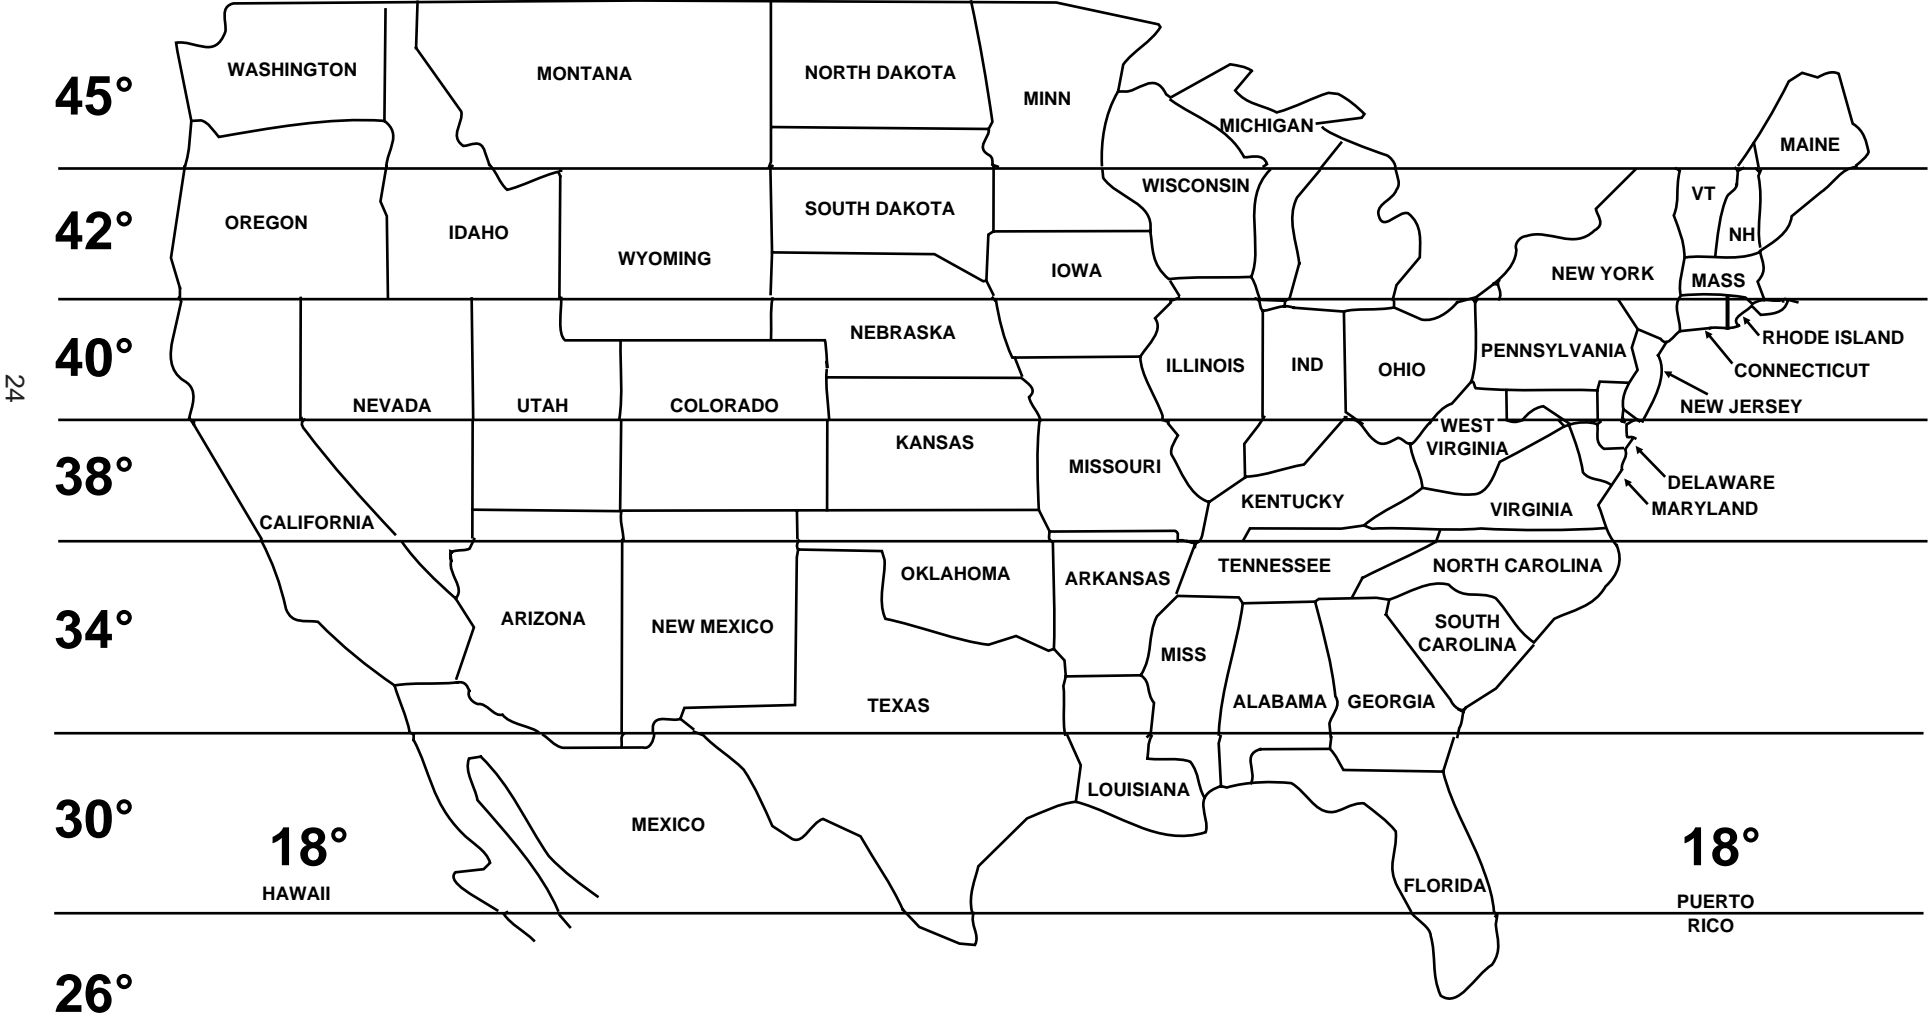 WASHINGTON
MONTANA
NORTH DAKOTA
MINN
45°
MICHIGAN
MAINE
WISCONSIN
VT
SOUTH DAKOTA
OREGON
IDAHO
42°
NH
WYOMING
IOWA
NEW YORK
MASS
NEBRASKA
RHODE ISLAND
40°
PENNSYLVANIA
ILLINOIS
IND
OHIO
CONNECTICUT
24
NEVADA
UTAH
COLORADO
NEW JERSEY
WEST
VIRGINIA
KANSAS
38°
MISSOURI
DELAWARE
KENTUCKY
VIRGINIA
MARYLAND
CALIFORNIA
TENNESSEE
NORTH CAROLINA
OKLAHOMA
ARKANSAS
34°
ARIZONA
NEW MEXICO
SOUTH
CAROLINA
MISS
TEXAS
ALABAMA
GEORGIA
LOUISIANA
30°
MEXICO
18°
HAWAII
18°
FLORIDA
PUERTO
RICO
26°